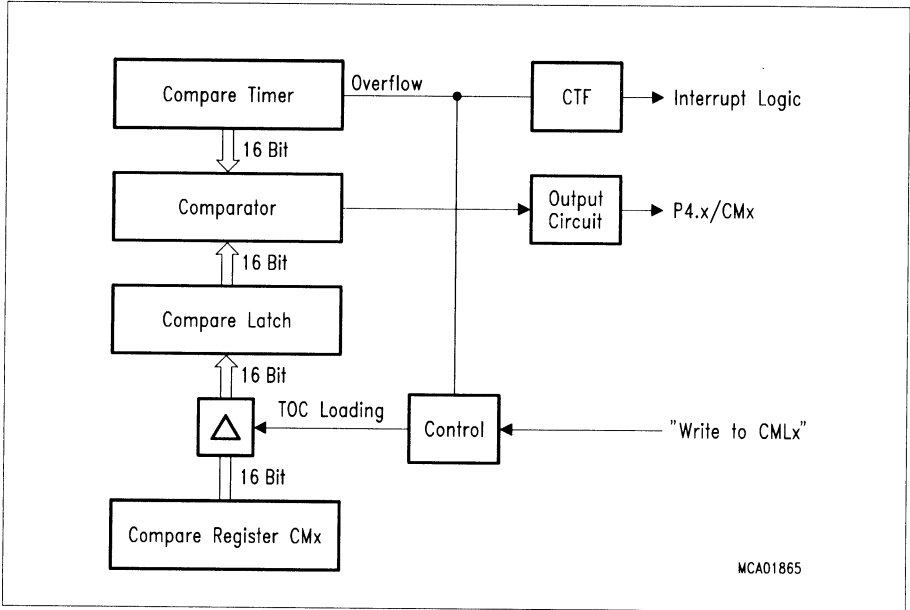 Compare Timer
Overflow
CTF
Interrupt Logic
16 Bit
Comparator
Output
Circuit
P4.x/CMx
16 Bit
Compare Latch
16 Bit
TOC Loading
Control
"Write to CMLx"
16 Bit
Compare Register CMx
MCA01865